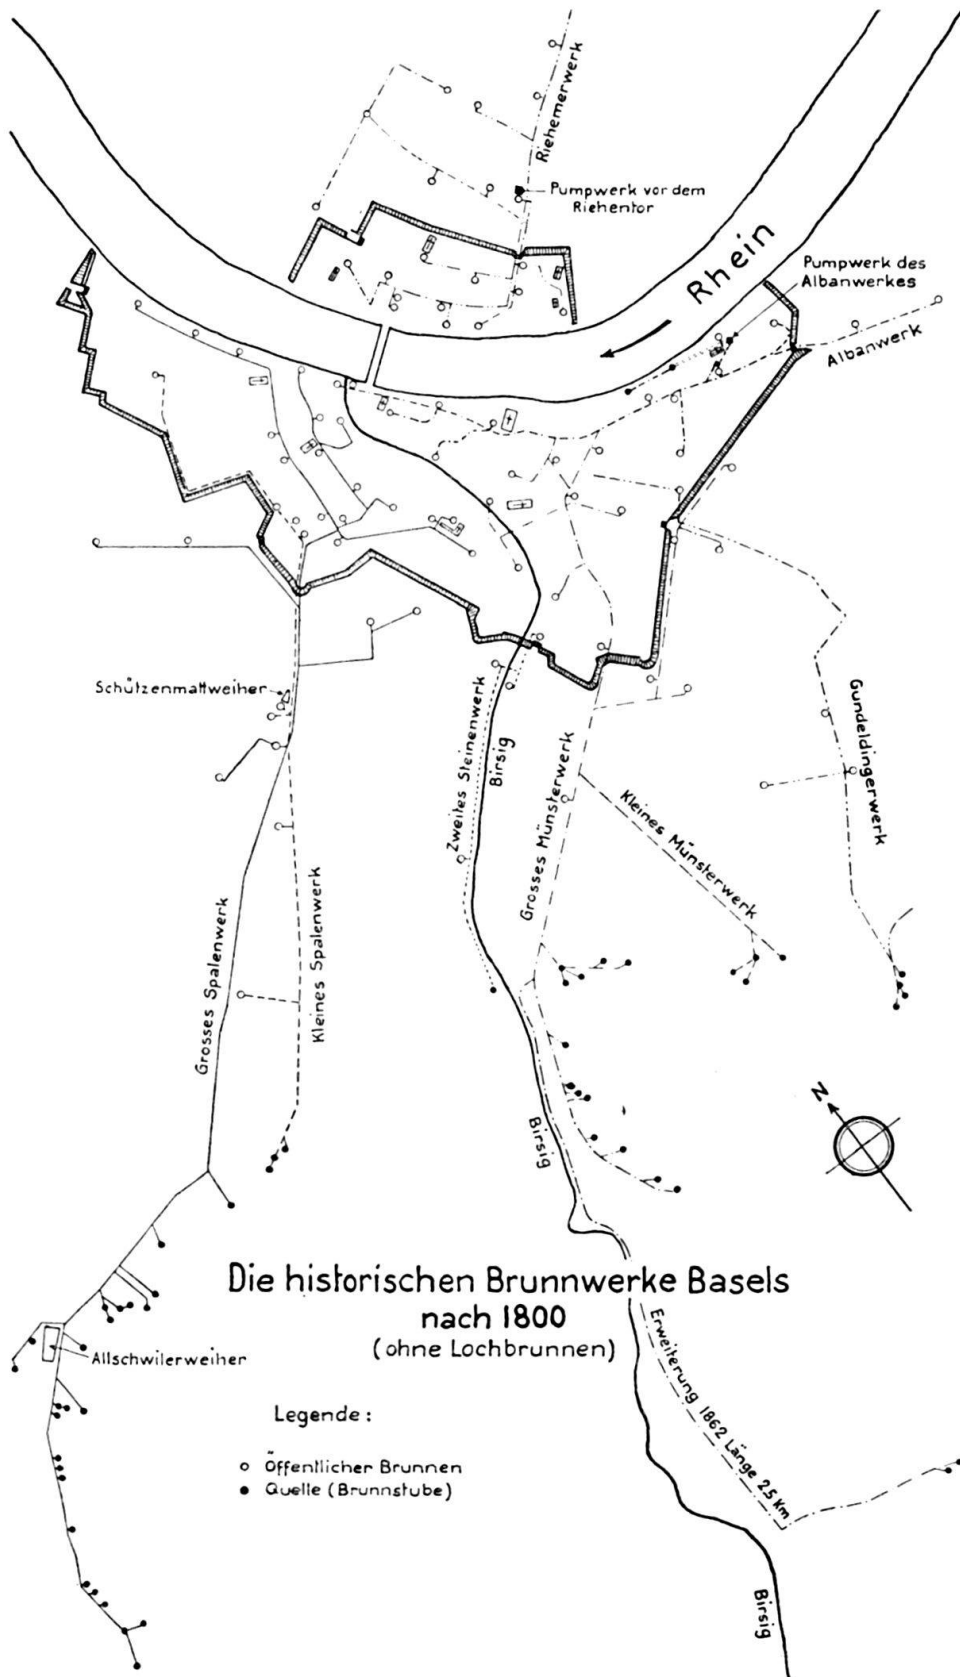 Riehemerwerk
Pumpwerk vor dem
Riehentor
Rhein
Pumpwerk des
Albanwerkes
Albanwerk
Schützenmattweiher
Zweites Steinenwerk
Birsig
Grosses Münsterwerk
Kleines Münsterwerk
Gundeldingerwerk
Grosses Spalenwerk
Kleines Spalenwerk
Birsig
N
Die historischen Brunnwerke Basels
nach 1800
(ohne Lochbrunnen)
Erweiterung 1862 Länge 2.5 Km
Allschwilerweiher
Legende:
Öffentlicher Brunnen
Quelle (Brunnstube)
Birsig